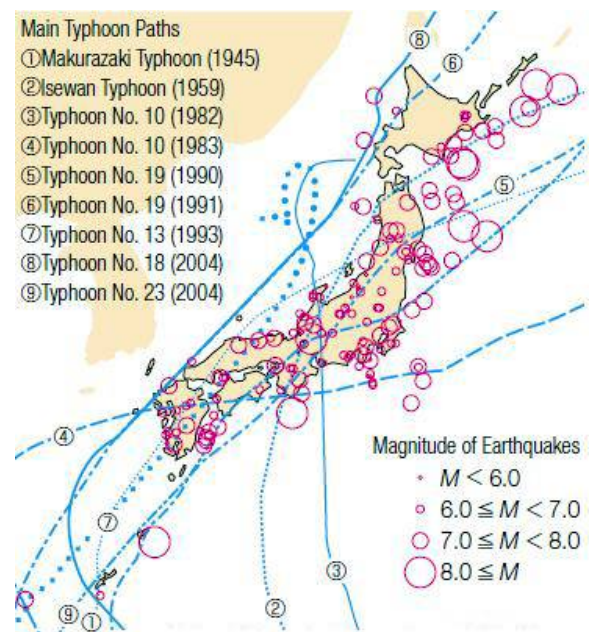 Main Typhoon Paths
①Makurazaki Typhoon (1945)
②Isewan Typhoon (1959)
③Typhoon No. 10 (1982)
④Typhoon No. 10 (1983)
⑤Typhoon No. 19 (1990)
⑥Typhoon No. 19 (1991)
⑦Typhoon No. 13 (1993)
⑧Typhoon No. 18 (2004)
⑨Typhoon No. 23 (2004)
⑧
⑥
⑤
④
⑦
③
②
⑨
①
Magnitude of Earthquakes
M < 6.0
6.0 ≦ M < 7.0
7.0 ≦ M < 8.0
8.0 ≦ M